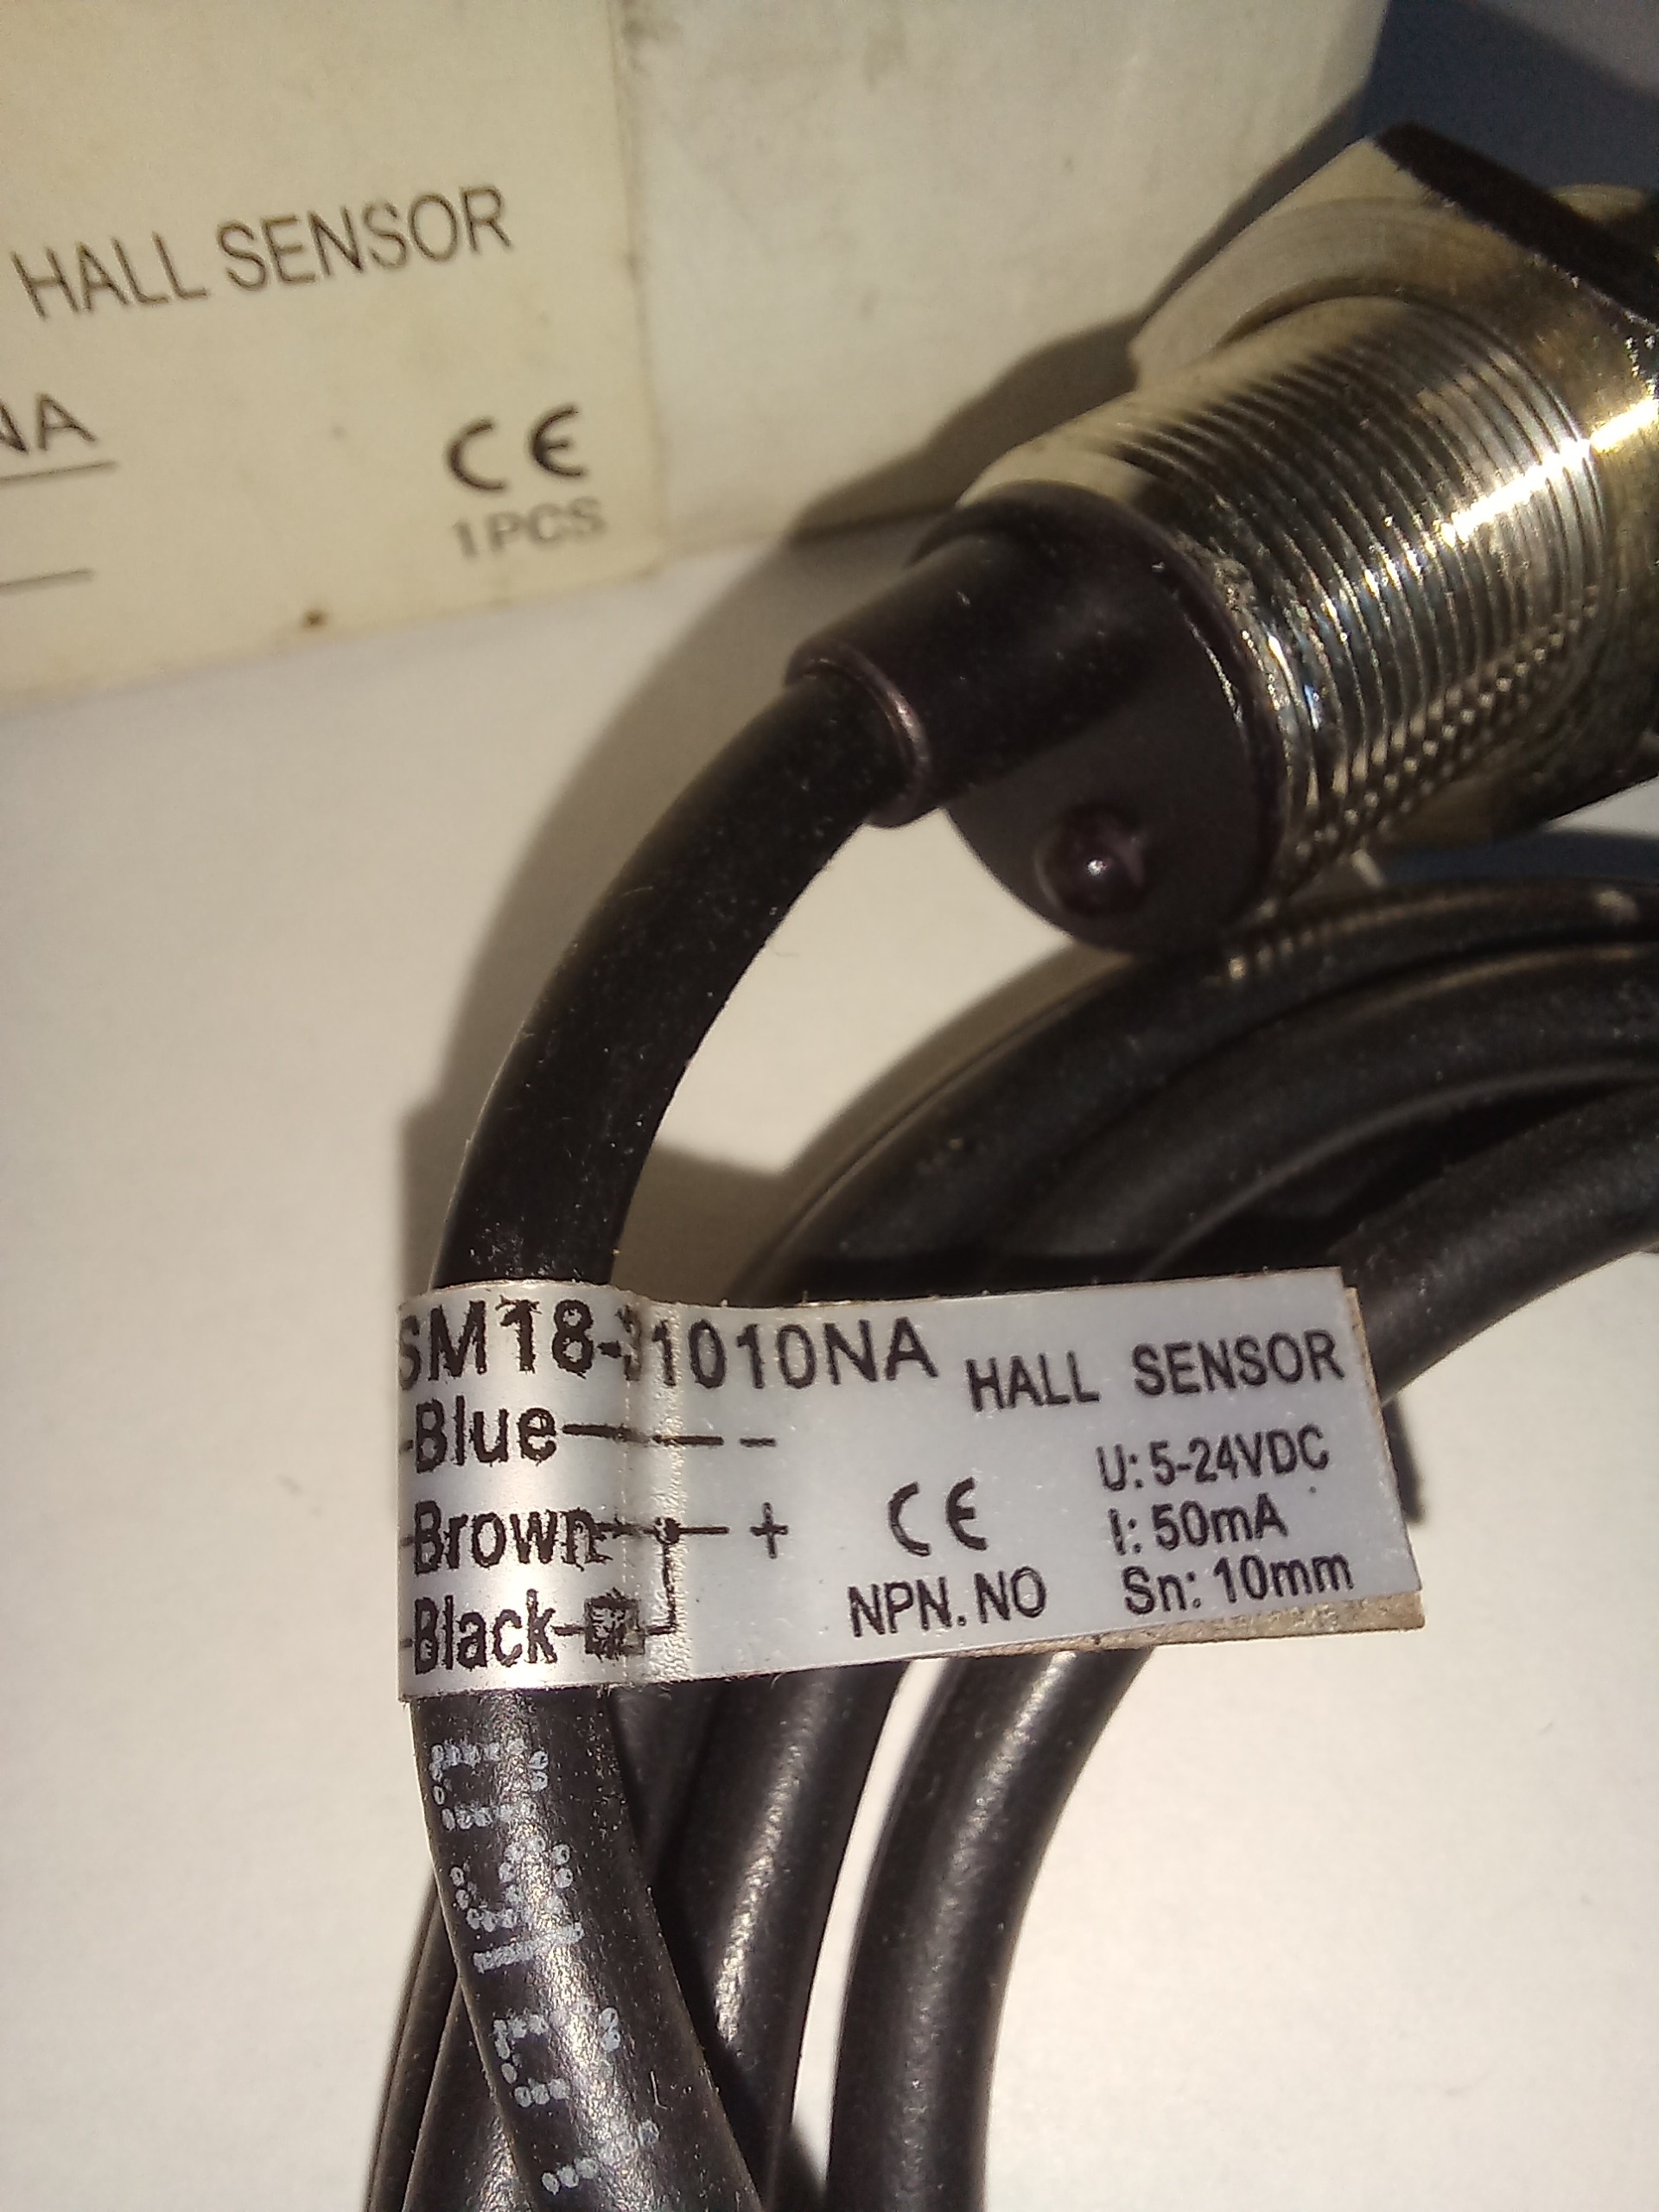 HALL SENSOR
NA
CE
1PCS
SM18-31010NA HALL SENSOR
Blue - U: 5-24VDC
Brown + CE I: 50mA
Black NPN.NO Sn: 10mm